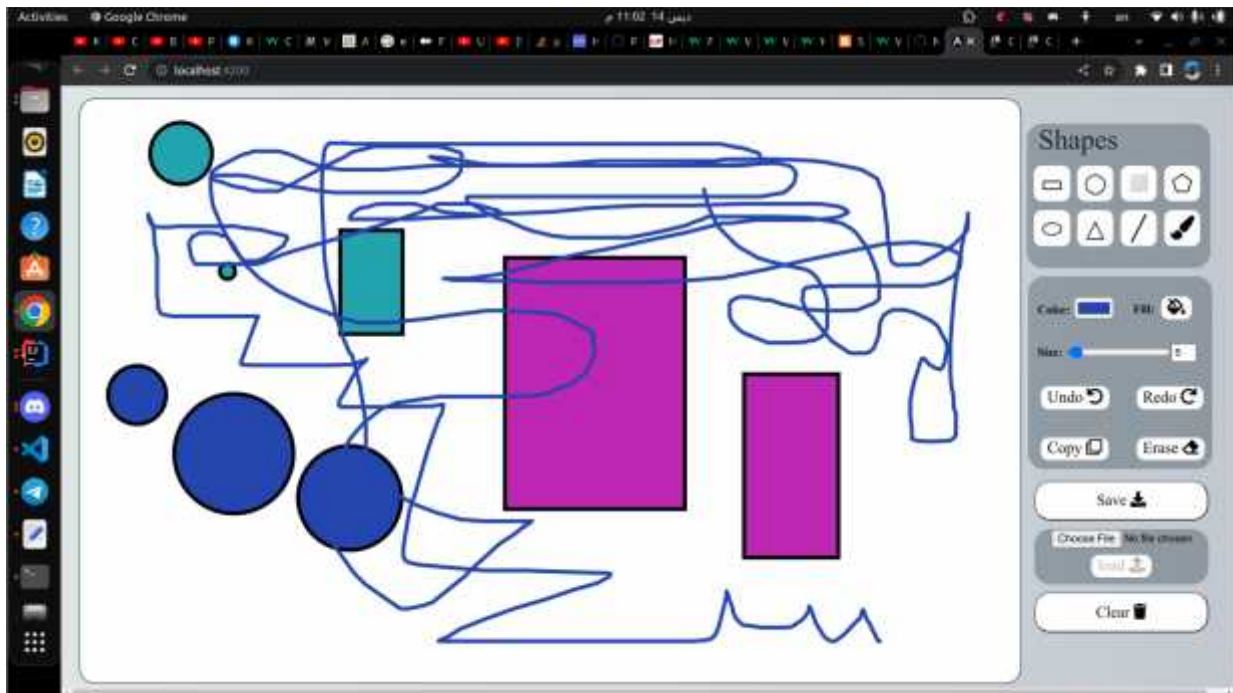 Activities Google Chrome 11:02 14 ديس م
localhost:4200
Shapes
Color: Fill:
Size:
Undo Redo
Copy Erase
Save
Choose File No file chosen
load
Clear